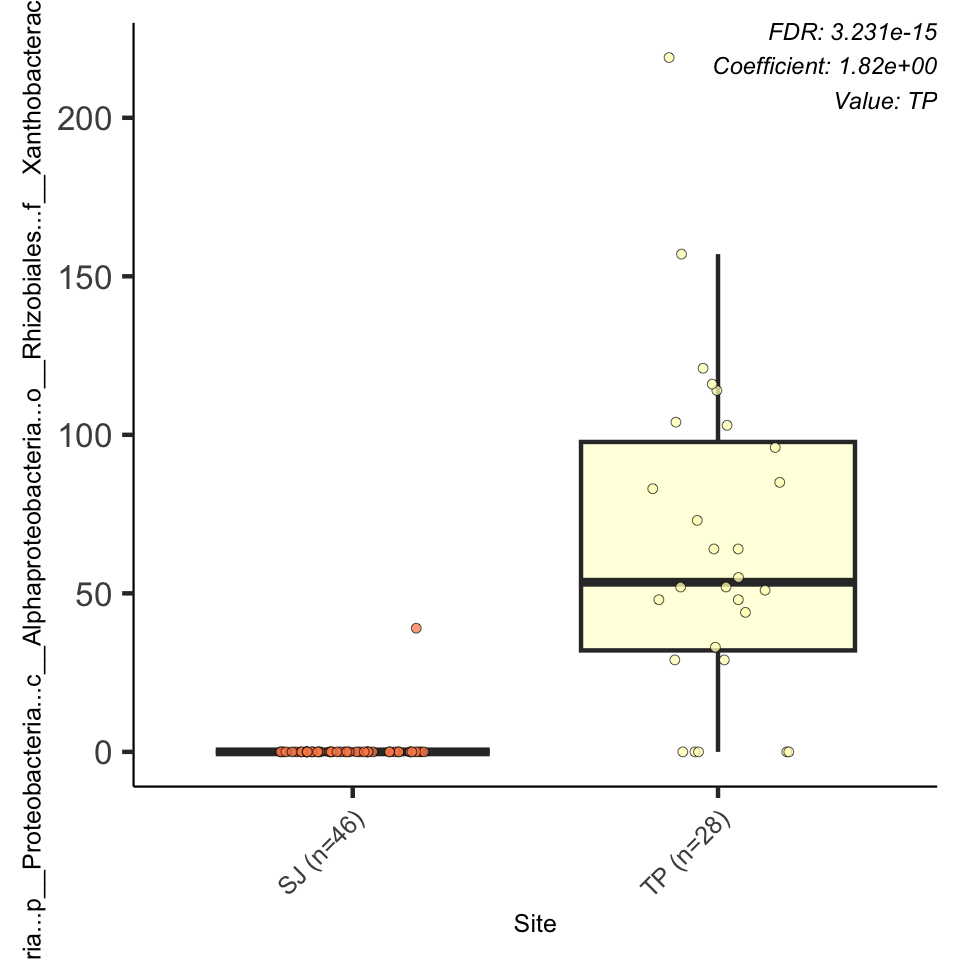 FDR: 3.231e-15
Coefficient: 1.82e+00
Value: TP
ria...p__Proteobacteria...c__Alphaproteobacteria...o__Rhizobiales...f__Xanthobacterac
200
150
100
50
0
SJ (n=46)
TP (n=28)
Site